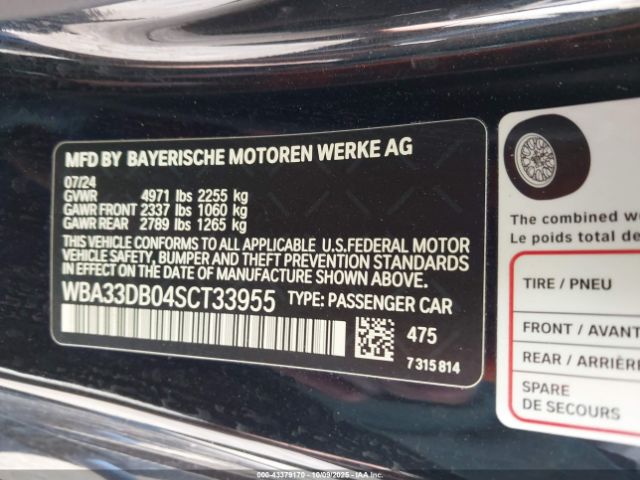 MFD BY BAYERISCHE MOTOREN WERKE AG
07/24
GVWR 4971 lbs 2255 kg
GAWR FRONT 2337 lbs 1060 kg
GAWR REAR 2789 lbs 1265 kg
THIS VEHICLE CONFORMS TO ALL APPLICABLE U.S.FEDERAL MOTOR
VEHICLE SAFETY, BUMPER AND THEFT PREVENTION STANDARDS
IN EFFECT ON THE DATE OF MANUFACTURE SHOWN ABOVE.
WBA33DB04SCT33955 TYPE: PASSENGER CAR
475
7 315 814
The combined w
Le poids total de
TIRE / PNEU
FRONT / AVANT
REAR / ARRIÈRE
SPARE
DE SECOURS
000-43379170 - 10/09/2025 - Copyright © IAA, Inc.